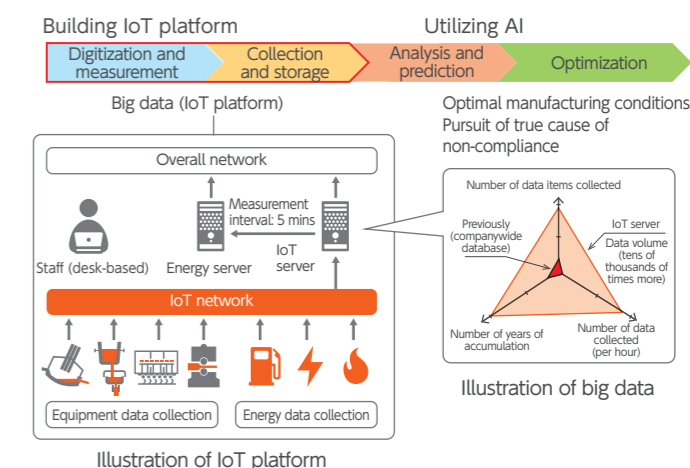 Building IoT platform
Utilizing AI
Digitization and
measurement
Collection
and storage
Analysis and
prediction
Optimization
Big data (IoT platform)
Overall network
Measurement
interval: 5 mins
IoT
server
Staff (desk-based)
Energy server
IoT network
Equipment data collection
Energy data collection
Illustration of IoT platform
Optimal manufacturing conditions
Pursuit of true cause of
non-compliance
Number of data items collected
Previously
(companywide
database)
IoT server
Data volume
(tens of
thousands of
times more)
Number of years of
accumulation
Number of data
collected
(per hour)
Illustration of big data